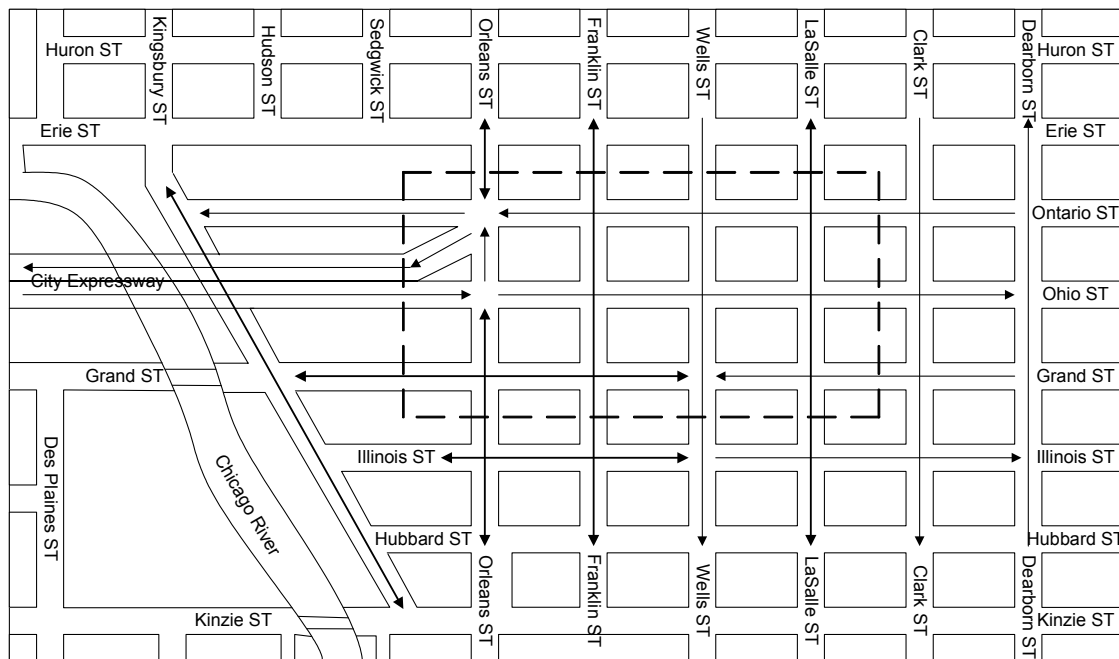 Kingsbury ST
Hudson ST
Sedgwick ST
Orleans ST
Franklin ST
Wells ST
LaSalle ST
Clark ST
Dearborn ST
Huron ST
Huron ST
Erie ST
Erie ST
Ontario ST
City Expressway
Ohio ST
Grand ST
Grand ST
Des Plaines ST
Chicago River
Illinois ST
Illinois ST
Hubbard ST
Hubbard ST
Orleans ST
Franklin ST
Wells ST
LaSalle ST
Clark ST
Dearborn ST
Kinzie ST
Kinzie ST